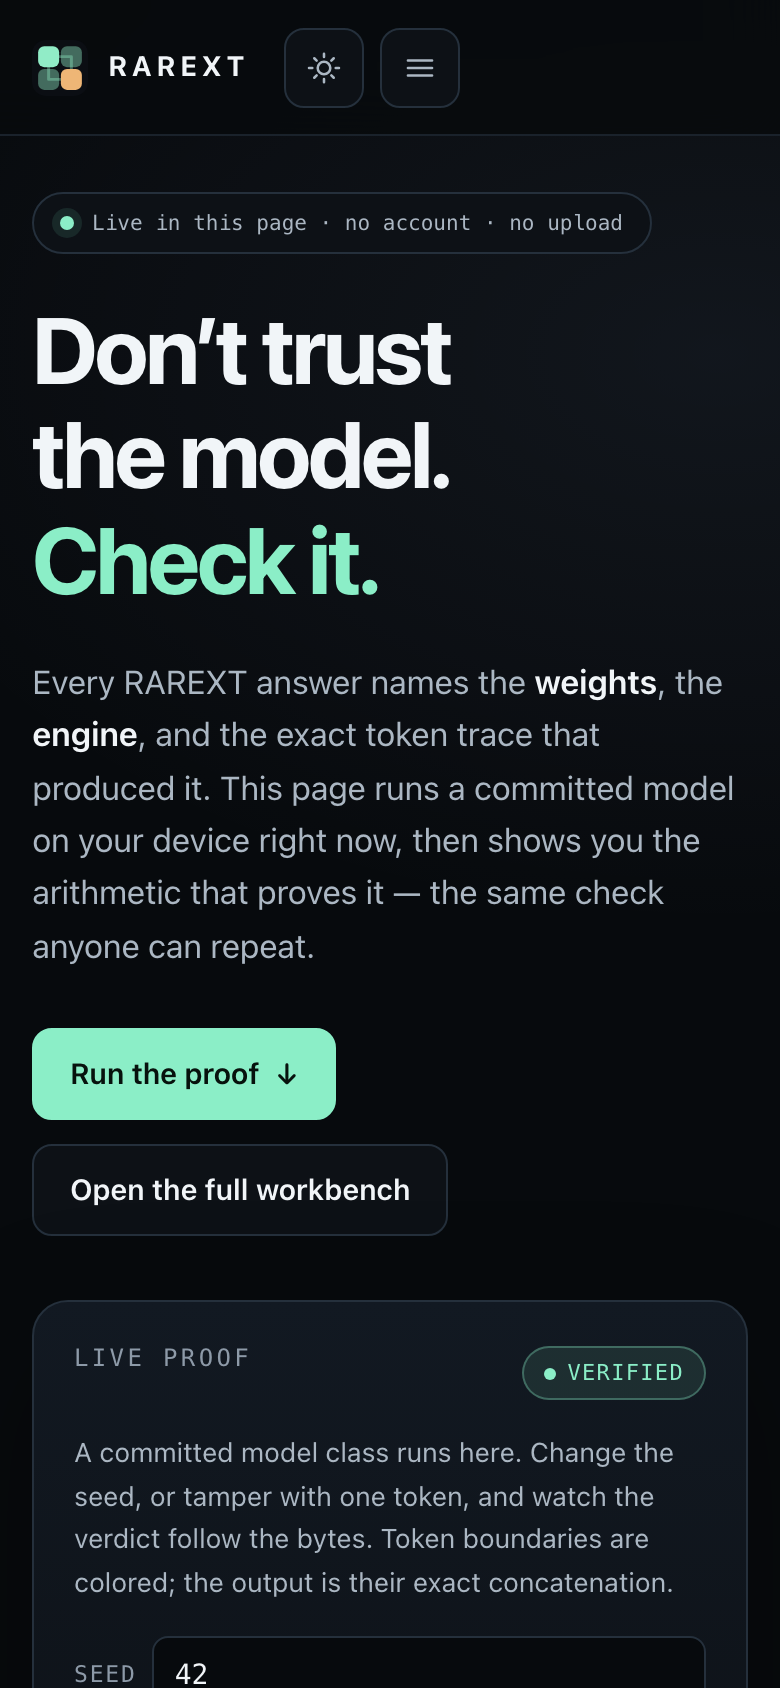 RAREXT
Live in this page · no account · no upload
Don’t trust
the model.
Check it.
Every RAREXT answer names the weights, the
engine, and the exact token trace that
produced it. This page runs a committed model
on your device right now, then shows you the
arithmetic that proves it — the same check
anyone can repeat.
Run the proof ↓
Open the full workbench
LIVE PROOF
VERIFIED
A committed model class runs here. Change the
seed, or tamper with one token, and watch the
verdict follow the bytes. Token boundaries are
colored; the output is their exact concatenation.
SEED 42